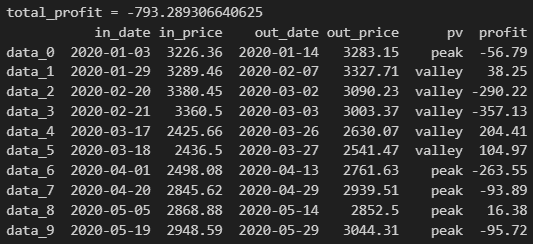 total_profit = -793.289306640625
in_date in_price out_date out_price pv profit
data_0 2020-01-03 3226.36 2020-01-14 3283.15 peak -56.79
data_1 2020-01-29 3289.46 2020-02-07 3327.71 valley 38.25
data_2 2020-02-20 3380.45 2020-03-02 3090.23 valley -290.22
data_3 2020-02-21 3360.5 2020-03-03 3003.37 valley -357.13
data_4 2020-03-17 2425.66 2020-03-26 2630.07 valley 204.41
data_5 2020-03-18 2436.5 2020-03-27 2541.47 valley 104.97
data_6 2020-04-01 2498.08 2020-04-13 2761.63 peak -263.55
data_7 2020-04-20 2845.62 2020-04-29 2939.51 peak -93.89
data_8 2020-05-05 2868.88 2020-05-14 2852.5 peak 16.38
data_9 2020-05-19 2948.59 2020-05-29 3044.31 peak -95.72